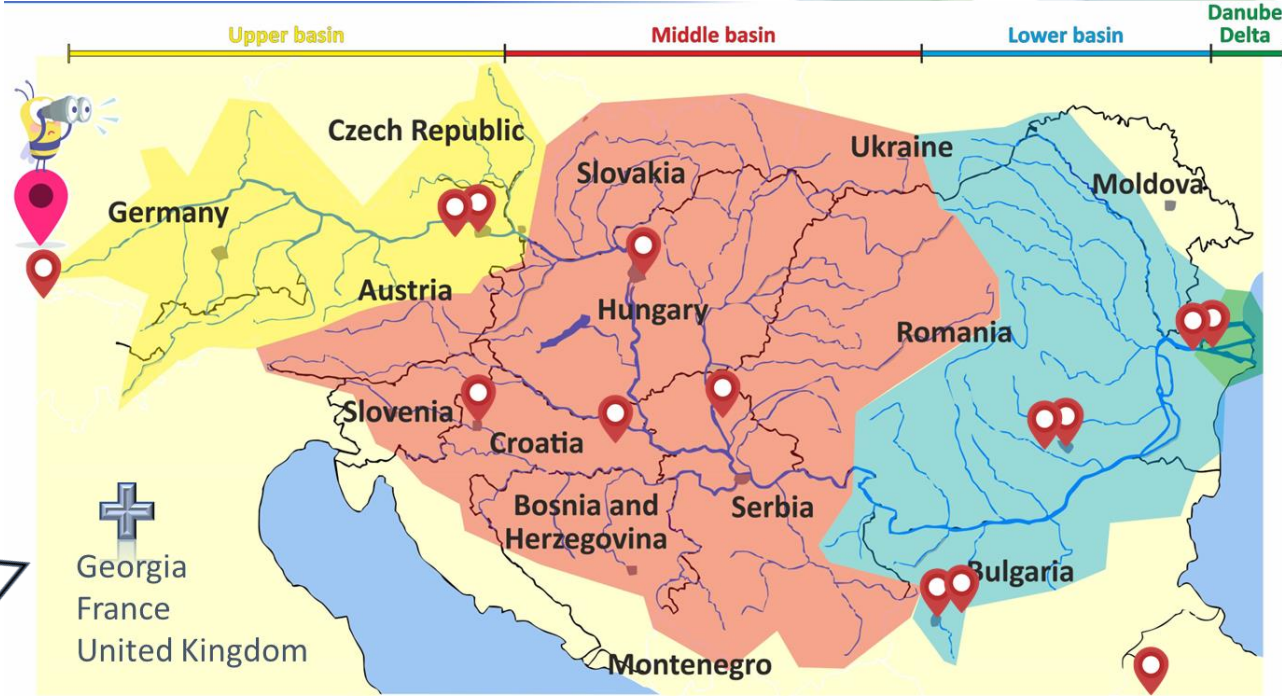 Upper basin
Middle basin
Lower basin
Danube
Delta
Czech Republic
Ukraine
Slovakia
Moldova
Germany
Austria
Hungary
Romania
Slovenia
Croatia
Bosnia and
Herzegovina
Serbia
Bulgaria
Montenegro
Georgia
France
United Kingdom